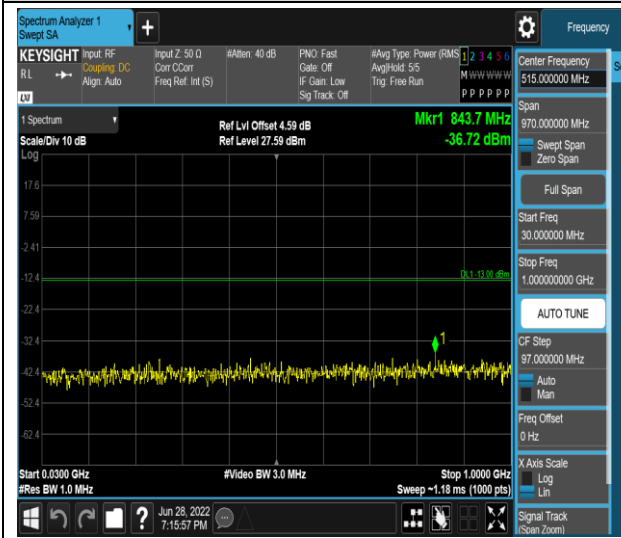 Spectrum Analyzer 1
Swept SA
Frequency
KEYSIGHT
RL
LXI
Input: RF
Coupling: DC
Align: Auto
Input Z: 50 Ω
Corr CCorr
Freq Ref: Int (S)
#Atten: 40 dB
PNO: Fast
Gate: Off
IF Gain: Low
Sig Track: Off
#Avg Type: Power (RMS
Avg|Hold: 5/5
Trig: Free Run
1 2 3 4 5 6
M W W W W W
P P P P P P
1 Spectrum
Scale/Div 10 dB
Log
Ref Lvl Offset 4.59 dB
Ref Level 27.59 dBm
Mkr1 843.7 MHz
-36.72 dBm
17.6
7.59
-2.41
-12.4
DL1 -13.00 dBm
-22.4
-32.4
1
-42.4
-52.4
-62.4
Start 0.0300 GHz
#Res BW 1.0 MHz
#Video BW 3.0 MHz
Stop 1.0000 GHz
Sweep ~1.18 ms (1000 pts)
Jun 28, 2022
7:15:57 PM
Center Frequency
515.000000 MHz
Span
970.000000 MHz
Swept Span
Zero Span
Full Span
Start Freq
30.000000 MHz
Stop Freq
1.000000000 GHz
AUTO TUNE
CF Step
97.000000 MHz
Auto
Man
Freq Offset
0 Hz
X Axis Scale
Log
Lin
Signal Track
(Span Zoom)